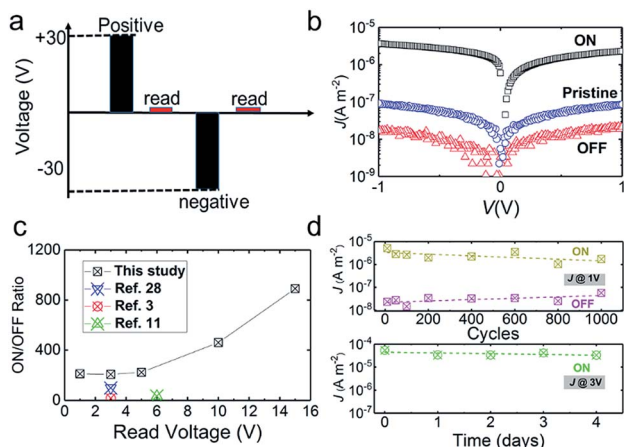 a
+30
Positive
Voltage (V)
read
read
-30
negative
b
10⁻⁵
10⁻⁶
10⁻⁷
10⁻⁸
10⁻⁹
J(A m⁻²)
ON
Pristine
OFF
-1
0
1
V(V)
c
1200
800
400
0
ON/OFF Ratio
This study
Ref. 28
Ref. 3
Ref. 11
0 2 4 6 8 10 12 14 16
Read Voltage (V)
d
10⁻⁵
10⁻⁶
10⁻⁷
10⁻⁸
J (A m⁻²)
ON
J @ 1V
OFF
0 200 400 600 800 1000
Cycles
10⁻⁴
10⁻⁵
10⁻⁶
10⁻⁷
J (A m⁻²)
ON
J @ 3V
0 1 2 3 4
Time (days)